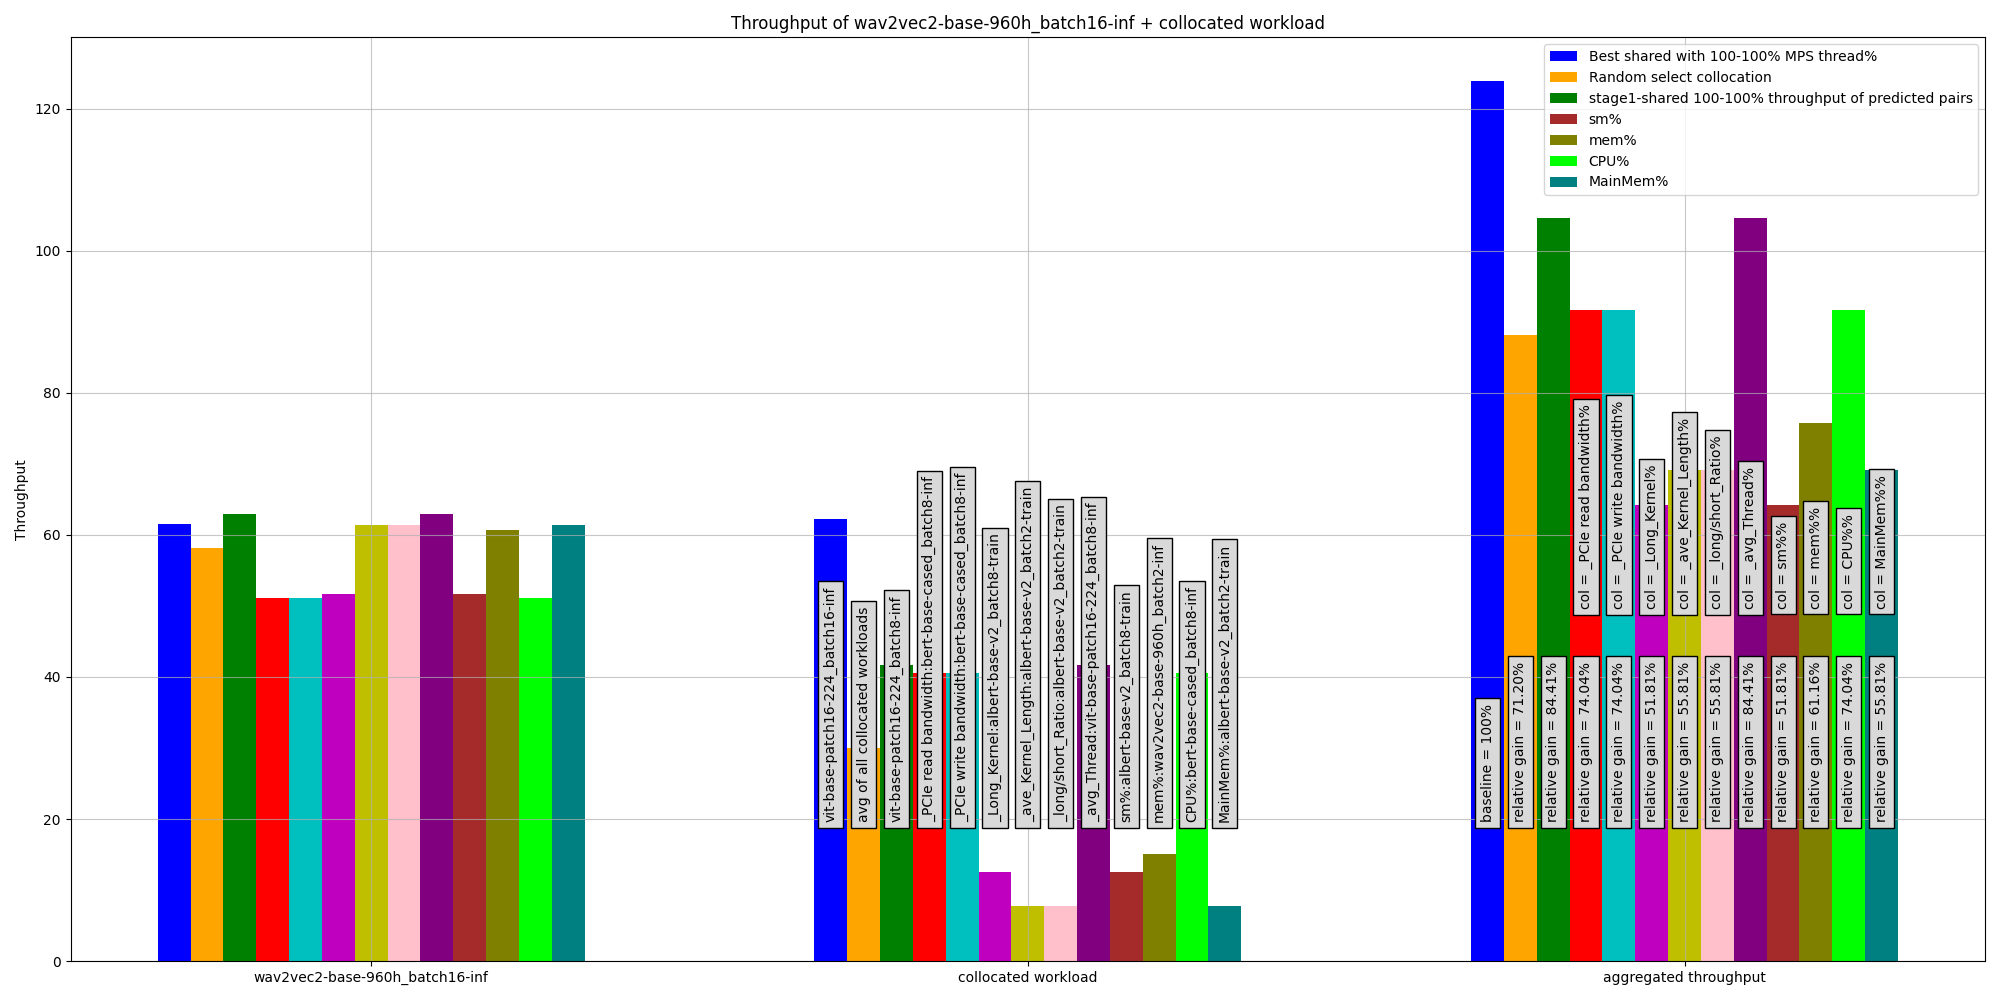 Throughput of wav2vec2-base-960h_batch16-inf + collocated workload
Best shared with 100-100% MPS thread%
Random select collocation
stage1-shared 100-100% throughput of predicted pairs
sm%
mem%
CPU%
MainMem%
Throughput
120
100
80
60
40
20
0
vit-base-patch16-224_batch16-inf
avg of all collocated workloads
vit-base-patch16-224_batch8-inf
_PCIe read bandwidth:bert-base-cased_batch8-inf
_PCIe write bandwidth:bert-base-cased_batch8-inf
_Long_Kernel:albert-base-v2_batch8-train
_ave_Kernel_Length:albert-base-v2_batch2-train
_long/short_Ratio:albert-base-v2_batch2-train
_avg_Thread:vit-base-patch16-224_batch8-inf
sm%:albert-base-v2_batch8-train
mem%:wav2vec2-base-960h_batch2-inf
CPU%:bert-base-cased_batch8-inf
MainMem%:albert-base-v2_batch2-train
col = _PCIe read bandwidth%
col = _PCIe write bandwidth%
col = _Long_Kernel%
col = _ave_Kernel_Length%
col = _long/short_Ratio%
col = _avg_Thread%
col = sm%%
col = mem%%
col = CPU%%
col = MainMem%%
baseline = 100%
relative gain = 71.20%
relative gain = 84.41%
relative gain = 74.04%
relative gain = 74.04%
relative gain = 51.81%
relative gain = 55.81%
relative gain = 55.81%
relative gain = 84.41%
relative gain = 51.81%
relative gain = 61.16%
relative gain = 74.04%
relative gain = 55.81%
wav2vec2-base-960h_batch16-inf
collocated workload
aggregated throughput